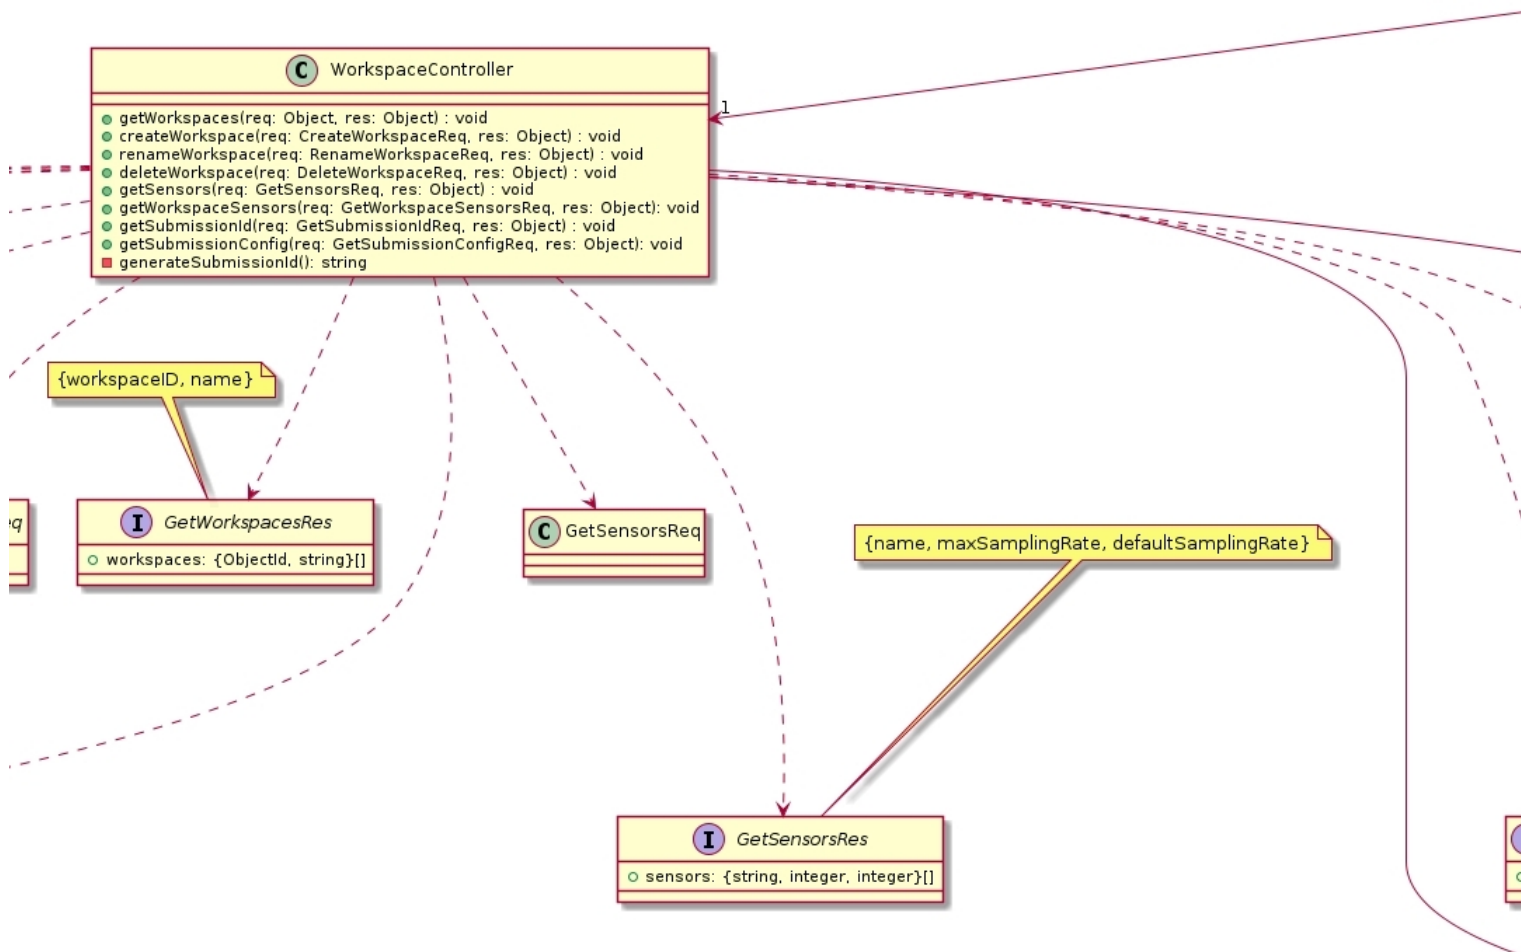 C WorkspaceController
1
getWorkspaces(req: Object, res: Object) : void
createWorkspace(req: CreateWorkspaceReq, res: Object) : void
renameWorkspace(req: RenameWorkspaceReq, res: Object) : void
deleteWorkspace(req: DeleteWorkspaceReq, res: Object) : void
getSensors(req: GetSensorsReq, res: Object) : void
getWorkspaceSensors(req: GetWorkspaceSensorsReq, res: Object): void
getSubmissionId(req: GetSubmissionIdReq, res: Object) : void
getSubmissionConfig(req: GetSubmissionConfigReq, res: Object): void
generateSubmissionId(): string
{workspaceID, name}
eq
I GetWorkspacesRes
workspaces: {ObjectId, string}[]
C GetSensorsReq
{name, maxSamplingRate, defaultSamplingRate}
I GetSensorsRes
sensors: {string, integer, integer}[]